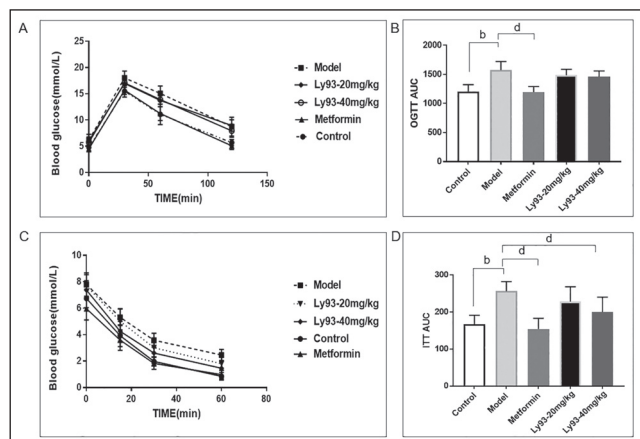 A
Blood glucose(mmol/L)
20
15
10
5
0
0
50
100
150
TIME(min)
Model
Ly93-20mg/kg
Ly93-40mg/kg
Metformin
Control
B
OGTT AUC
2000
1500
1000
500
0
b
d
Control
Model
Metformin
Ly93-20mg/kg
Ly93-40mg/kg
C
Blood glucose(mmol/L)
10
8
6
4
2
0
0
20
40
60
80
TIME(min)
Model
Ly93-20mg/kg
Ly93-40mg/kg
Control
Metformin
D
ITT AUC
400
300
200
100
0
d
b
d
Control
Model
Metformin
Ly93-20mg/kg
Ly93-40mg/kg